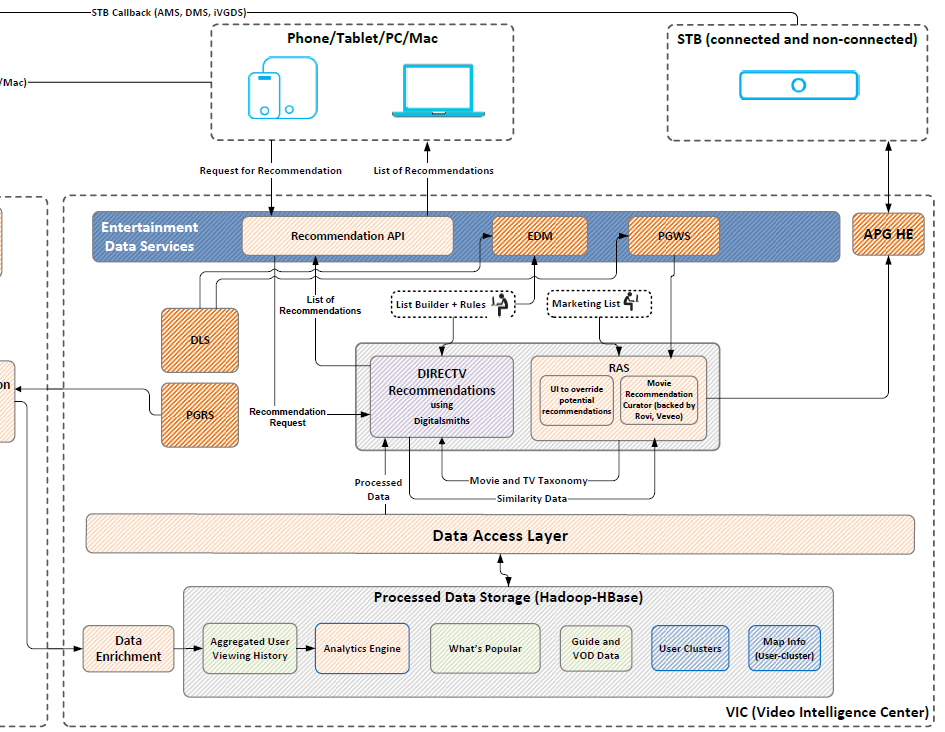 STB Callback (AMS, DMS, iVGDS)
Phone/Tablet/PC/Mac
STB (connected and non-connected)
/Mac)
Request for Recommendation
List of Recommendations
Entertainment
Data Services
Recommendation API
EDM
PGWS
APG HE
List of
Recommendations
List Builder + Rules
Marketing List
DLS
DIRECTV
Recommendations
using
Digitalsmiths
RAS
UI to override
potential
recommendations
Movie
Recommendation
Curator (backed by
Rovi, Veveo)
on
PGRS
Recommendation
Request
Processed
Data
Movie and TV Taxonomy
Similarity Data
Data Access Layer
Processed Data Storage (Hadoop-HBase)
Data
Enrichment
Aggregated User
Viewing History
Analytics Engine
What's Popular
Guide and
VOD Data
User Clusters
Map Info
(User-Cluster)
VIC (Video Intelligence Center)